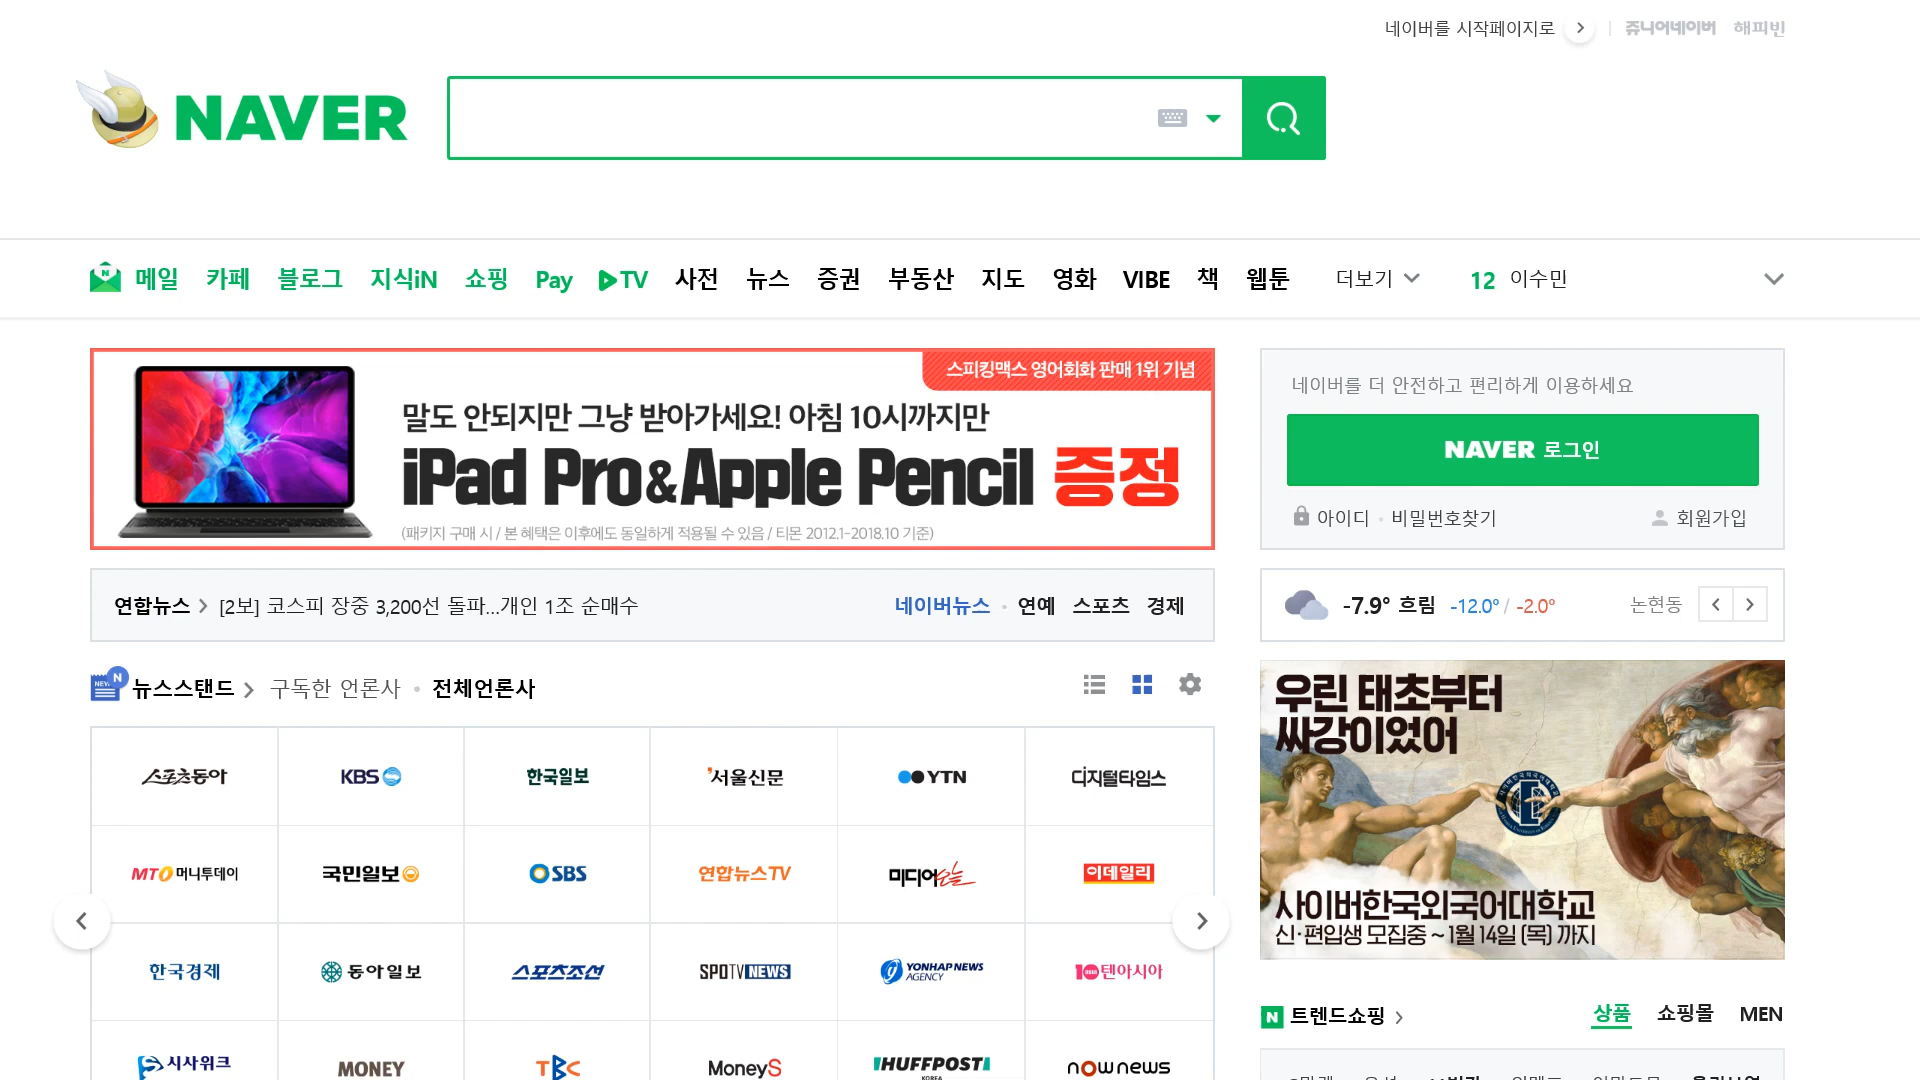 네이버를 시작페이지로
쥬니어네이버 해피빈
NAVER
메일 카페 블로그 지식iN 쇼핑 Pay TV 사전 뉴스 증권 부동산 지도 영화 VIBE 책 웹툰 더보기 12 이수민
스피킹맥스 영어회화 판매 1위 기념
말도 안되지만 그냥 받아가세요! 아침 10시까지만
iPad Pro&Apple Pencil 증정
(패키지 구매 시 / 본 혜택은 이후에도 동일하게 적용될 수 있음 / 티몬 2012.1-2018.10 기준)
네이버를 더 안전하고 편리하게 이용하세요
NAVER 로그인
아이디 · 비밀번호찾기 회원가입
연합뉴스 [2보] 코스피 장중 3,200선 돌파...개인 1조 순매수 네이버뉴스 · 연예 스포츠 경제
-7.9° 흐림 -12.0° / -2.0° 논현동
NEWS N 뉴스스탠드 구독한 언론사 · 전체언론사
스포츠동아 KBS 한국일보 서울신문 YTN 디지털타임스
MTO 머니투데이 국민일보 SBS 연합뉴스TV 미디어오늘 이데일리
한국경제 동아일보 스포츠조선 SPOTV NEWS YONHAP NEWS AGENCY 10 텐아시아
시사위크 MONEY TBC MoneyS HUFFPOST KOREA nownews
우린 태초부터
싸강이었어
사이버한국외국어대학교
신·편입생 모집중 ~ 1월 14일 (목) 까지
N 트렌드쇼핑 상품 쇼핑몰 MEN